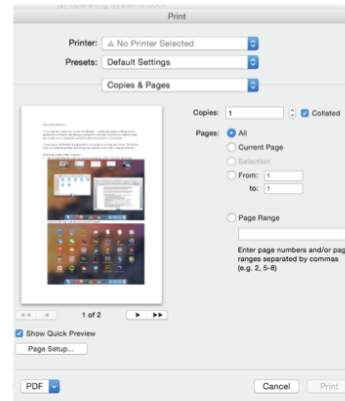 Print
Printer: ⚠ No Printer Selected
Presets: Default Settings
Copies & Pages
Copies: 1 Collated
Pages: All
Current Page
Selection
From: 1
to: 1
Page Range
Enter page numbers and/or pag
ranges separated by commas
(e.g. 2, 5-8)
1 of 2
Show Quick Preview
Page Setup...
PDF Cancel Print